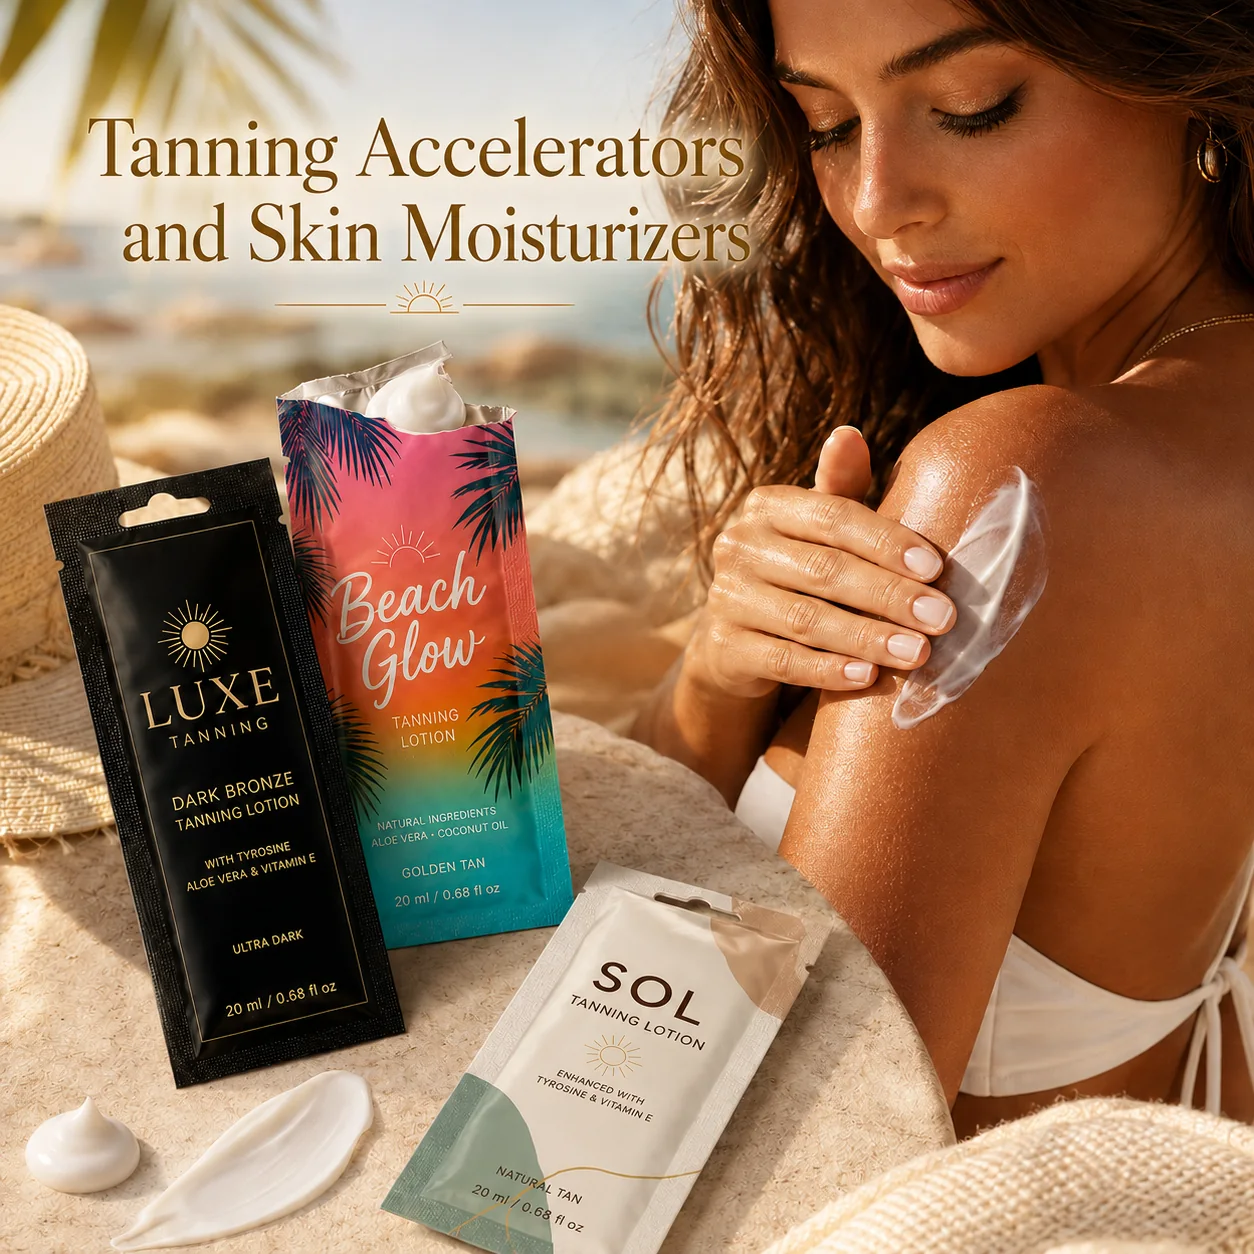 Tanning Accelerators
and Skin Moisturizers
LUXE
TANNING
DARK BRONZE
TANNING LOTION
WITH TYROSINE
ALOE VERA & VITAMIN E
ULTRA DARK
20 ml / 0.68 fl oz
Beach
Glow
TANNING
LOTION
NATURAL INGREDIENTS
ALOE VERA • COCONUT OIL
GOLDEN TAN
20 ml / 0.68 fl oz
SOL
TANNING LOTION
ENHANCED WITH
TYROSINE & VITAMIN E
NATURAL TAN
20 ml / 0.68 fl oz